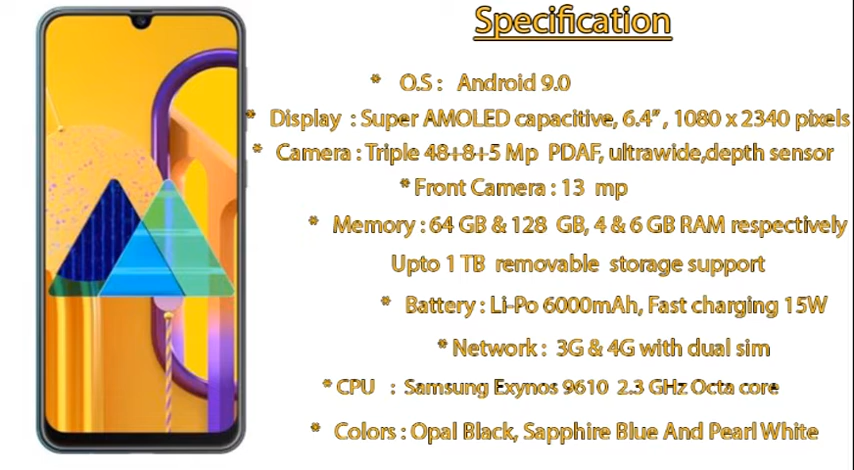 Specification
* O.S : Android 9.0
* Display : Super AMOLED capacitive, 6.4", 1080 x 2340 pixels
* Camera : Triple 48+8+5 Mp PDAF, ultrawide,depth sensor
* Front Camera : 13 mp
* Memory : 64 GB & 128 GB, 4 & 6 GB RAM respectively
Upto 1 TB removable storage support
* Battery : Li-Po 6000mAh, Fast charging 15W
* Network : 3G & 4G with dual sim
* CPU : Samsung Exynos 9610 2.3 GHz Octa core
* Colors : Opal Black, Sapphire Blue And Pearl White